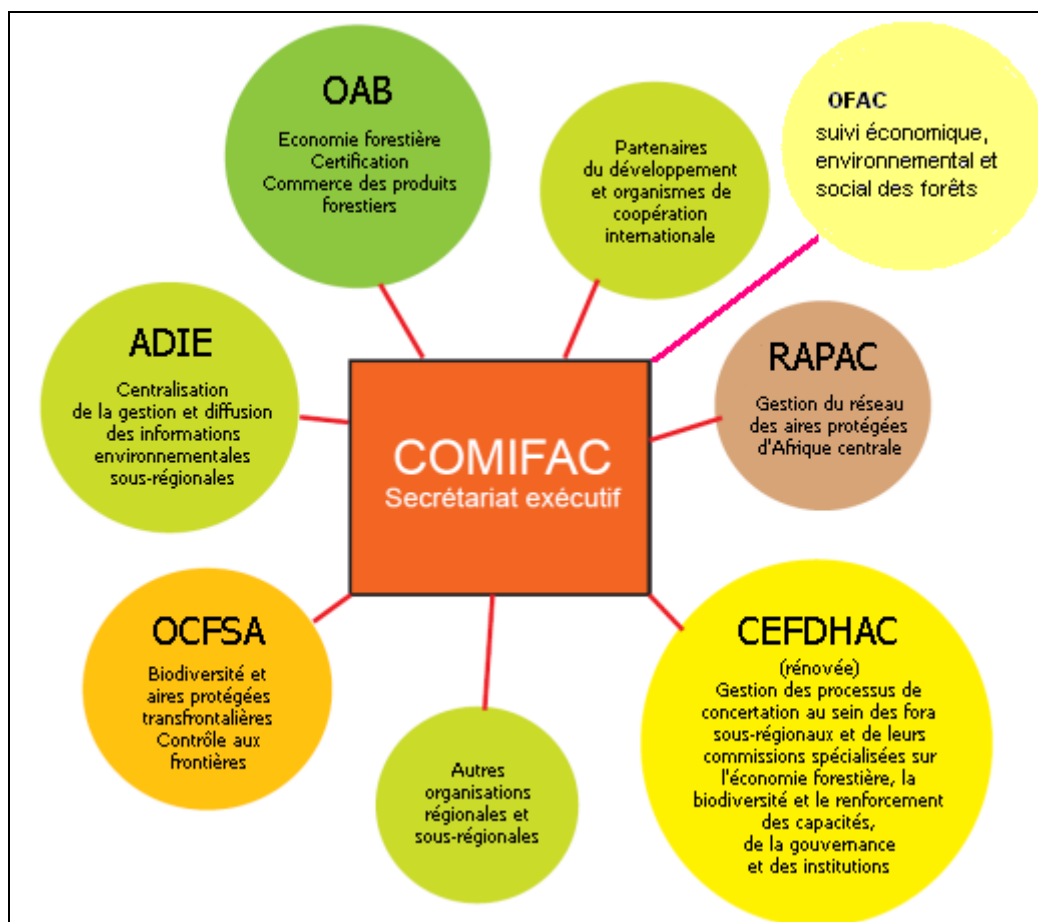 OAB
Economie forestière
Certification
Commerce des produits
forestiers
Partenaires
du développement
et organismes de
coopération
internationale
OFAC
suivi économique,
environnemental et
social des forêts
ADIE
Centralisation
de la gestion et diffusion
des informations
environnementales
sous-régionales
COMIFAC
Secrétariat exécutif
RAPAC
Gestion du réseau
des aires protégées
d'Afrique centrale
OCFSA
Biodiversité et
aires protégées
transfrontalières
Contrôle aux
frontières
Autres
organisations
régionales et
sous-régionales
CEFDHAC
(rénovée)
Gestion des processus de
concertation au sein des fora
sous-régionaux et de leurs
commissions spécialisées sur
l'économie forestière, la
biodiversité et le renforcement
des capacités,
de la gouvernance
et des institutions